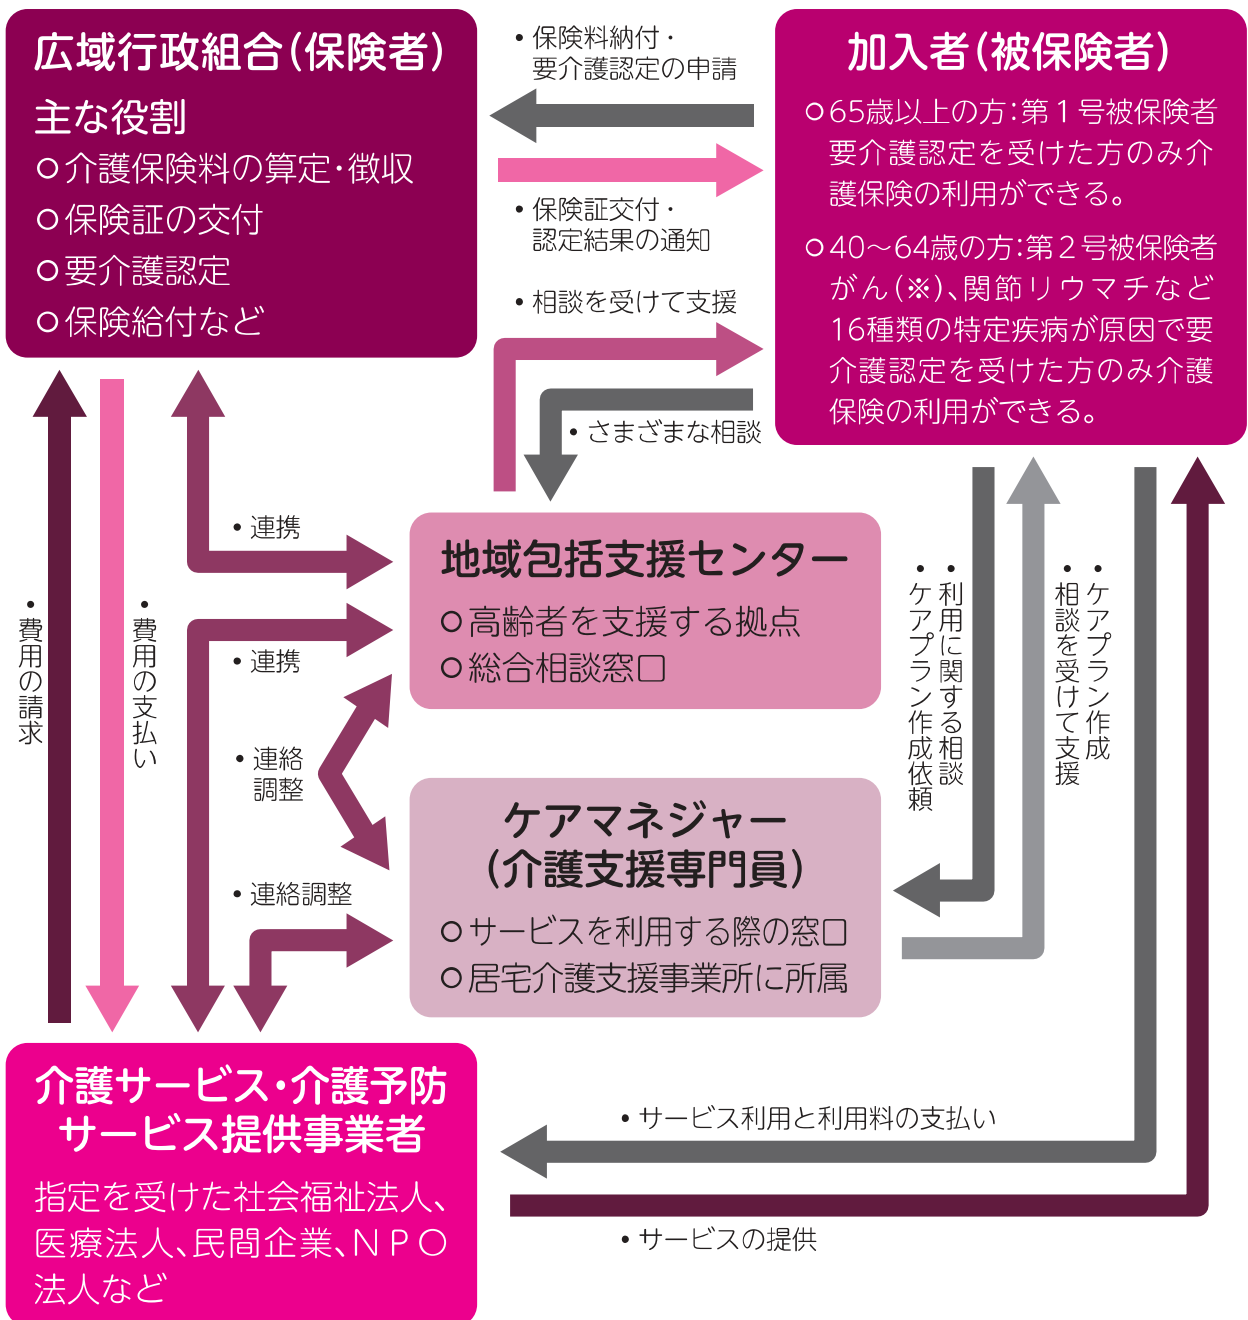 広域行政組合（保険者）
主な役割
○介護保険料の算定・徴収
○保険証の交付
○要介護認定
○保険給付など
・保険料納付・
要介護認定の申請
・保険証交付・
認定結果の通知
・相談を受けて支援
・さまざまな相談
加入者（被保険者）
○65歳以上の方：第１号被保険者
要介護認定を受けた方のみ介
護保険の利用ができる。
○40～64歳の方：第２号被保険者
がん（※）、関節リウマチなど
16種類の特定疾病が原因で要
介護認定を受けた方のみ介護
保険の利用ができる。
・連携
地域包括支援センター
○高齢者を支援する拠点
○総合相談窓口
・連携
・連絡
調整
・費用の請求
・費用の支払い
・利用に関する相談
・ケアプラン作成依頼
・ケアプラン作成
・相談を受けて支援
ケアマネジャー
（介護支援専門員）
○サービスを利用する際の窓口
○居宅介護支援事業所に所属
・連絡調整
介護サービス・介護予防
サービス提供事業者
指定を受けた社会福祉法人、
医療法人、民間企業、ＮＰＯ
法人など
・サービス利用と利用料の支払い
・サービスの提供